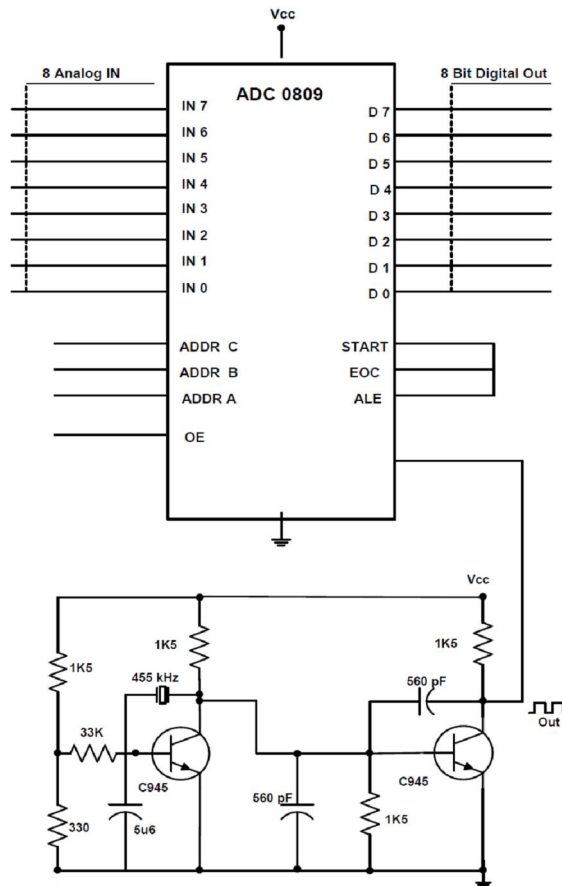 Vcc
8 Analog IN
8 Bit Digital Out
ADC 0809
IN 7
D 7
IN 6
D 6
IN 5
D 5
IN 4
D 4
IN 3
D 3
IN 2
D 2
IN 1
D 1
IN 0
D 0
ADDR C
START
ADDR B
EOC
ADDR A
ALE
OE
Vcc
1K5
1K5
1K5
455 kHz
560 pF
33K
Out
C945
C945
560 pF
330
5u6
1K5